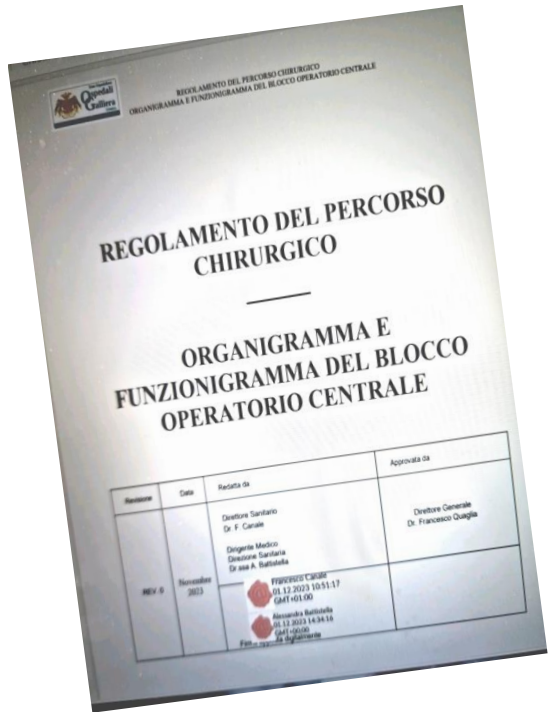 Ospedali
Galliera
REGOLAMENTO DEL PERCORSO CHIRURGICO
ORGANIGRAMMA E FUNZIONIGRAMMA DEL BLOCCO OPERATORIO CENTRALE
REGOLAMENTO DEL PERCORSO
CHIRURGICO
ORGANIGRAMMA E
FUNZIONIGRAMMA DEL BLOCCO
OPERATORIO CENTRALE
Revisione Data Redatta da Approvata da
REV. 0
Novembre
2023
Direttore Sanitario
Dr. F. Canale
Dirigente Medico
Direzione Sanitaria
Dr.ssa A. Battistella
Direttore Generale
Dr. Francesco Quaglia
Francesco Canale
01.12.2023 10:51:17
GMT+01:00
Alessandra Battistella
01.12.2023 14:34:16
GMT+00:00
digitalmente